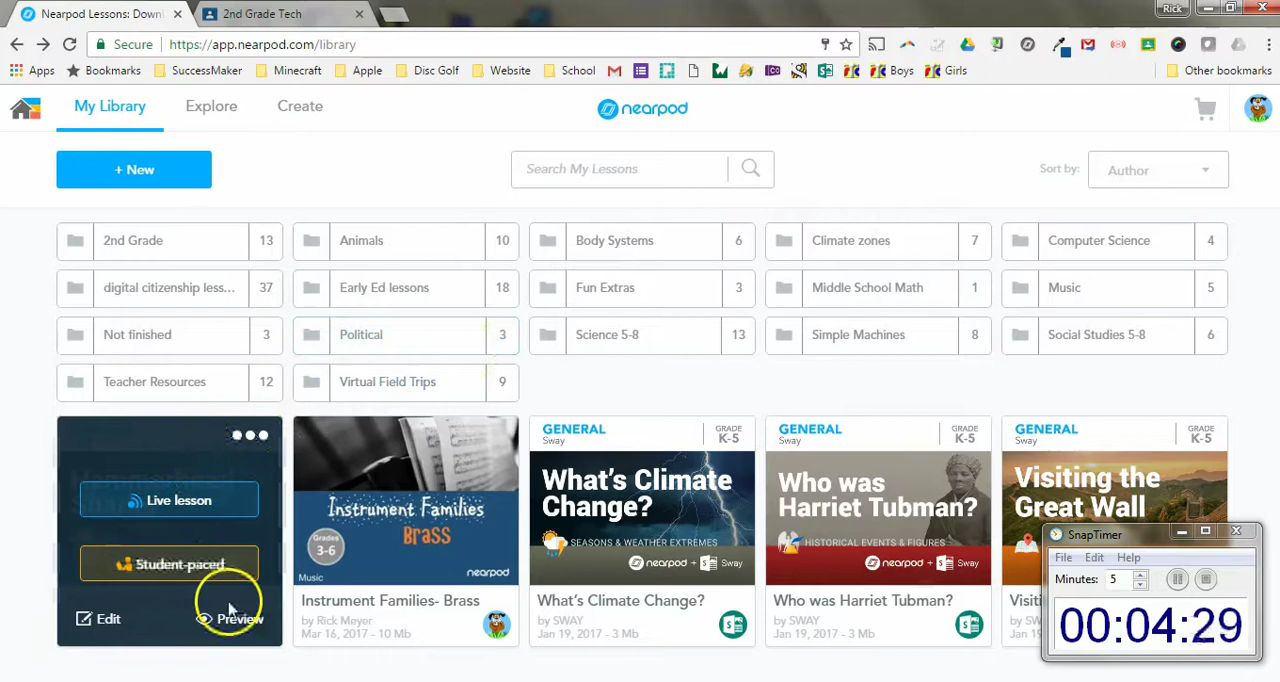 Nearpod Lessons: Downl
2nd Grade Tech
Rick
Secure
https://app.nearpod.com/library
Apps
Bookmarks
SuccessMaker
Minecraft
Apple
Disc Golf
Website
School
Boys
Girls
Other bookmarks
My Library
Explore
Create
nearpod
+ New
Search My Lessons
Sort by:
Author
2nd Grade 13
Animals 10
Body Systems 6
Climate zones 7
Computer Science 4
digital citizenship less... 37
Early Ed lessons 18
Fun Extras 3
Middle School Math 1
Music 5
Not finished 3
Political 3
Science 5-8 13
Simple Machines 8
Social Studies 5-8 6
Teacher Resources 12
Virtual Field Trips 9
Live lesson
Student-paced
Edit
Preview
Instrument Families
Brass
Grades
3-6
Music
nearpod
Instrument Families- Brass
by Rick Meyer
Mar 16, 2017 - 10 Mb
GENERAL
Sway
GRADE
K-5
What's Climate
Change?
SEASONS & WEATHER EXTREMES
nearpod + Sway
What's Climate Change?
by SWAY
Jan 19, 2017 - 3 Mb
GENERAL
Sway
GRADE
K-5
Who was
Harriet Tubman?
HISTORICAL EVENTS & FIGURES
nearpod + Sway
Who was Harriet Tubman?
by SWAY
Jan 19, 2017 - 3 Mb
GENERAL
Sway
GRADE
K-5
Visiting the
Great Wall
Visiti
by SW
Jan 19
SnapTimer
File
Edit
Help
Minutes: 5
00:04:29